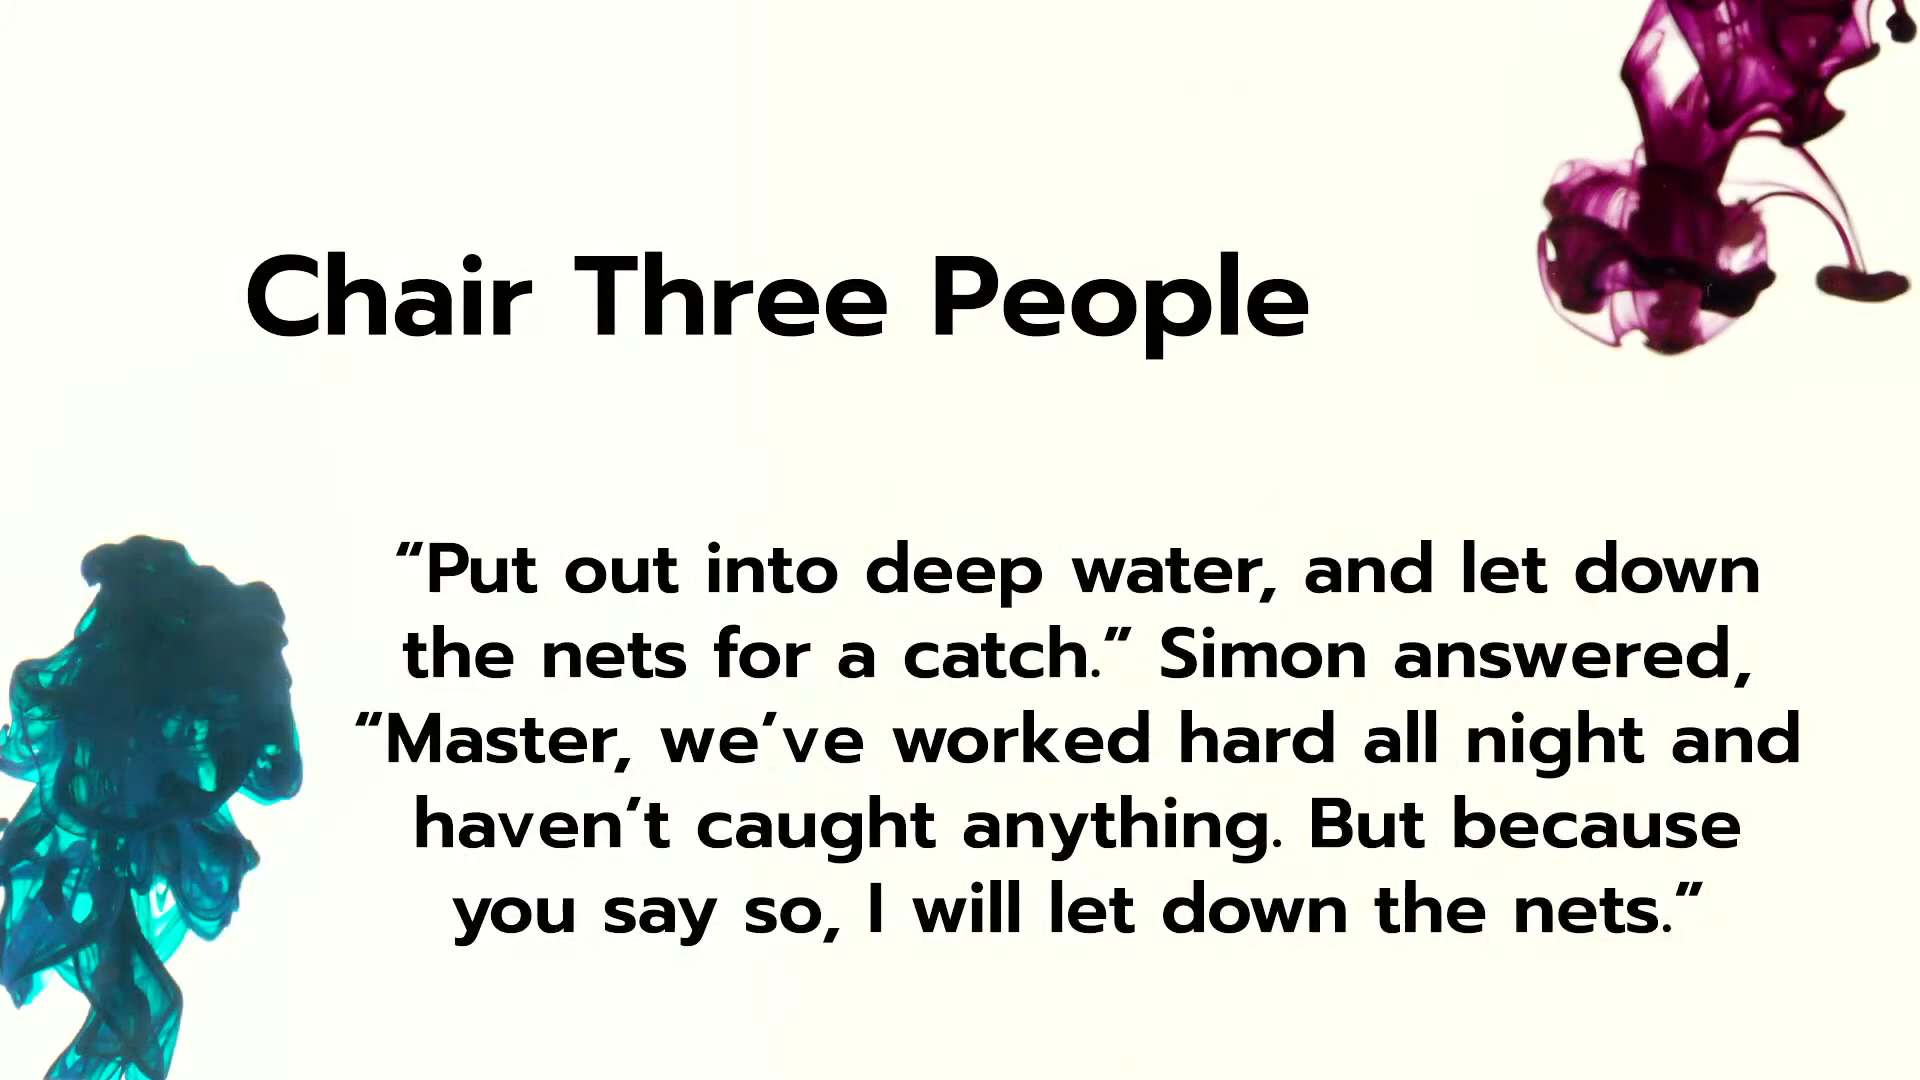 Chair Three People
“Put out into deep water, and let down
the nets for a catch.” Simon answered,
“Master, we’ve worked hard all night and
haven’t caught anything. But because
you say so, I will let down the nets.”